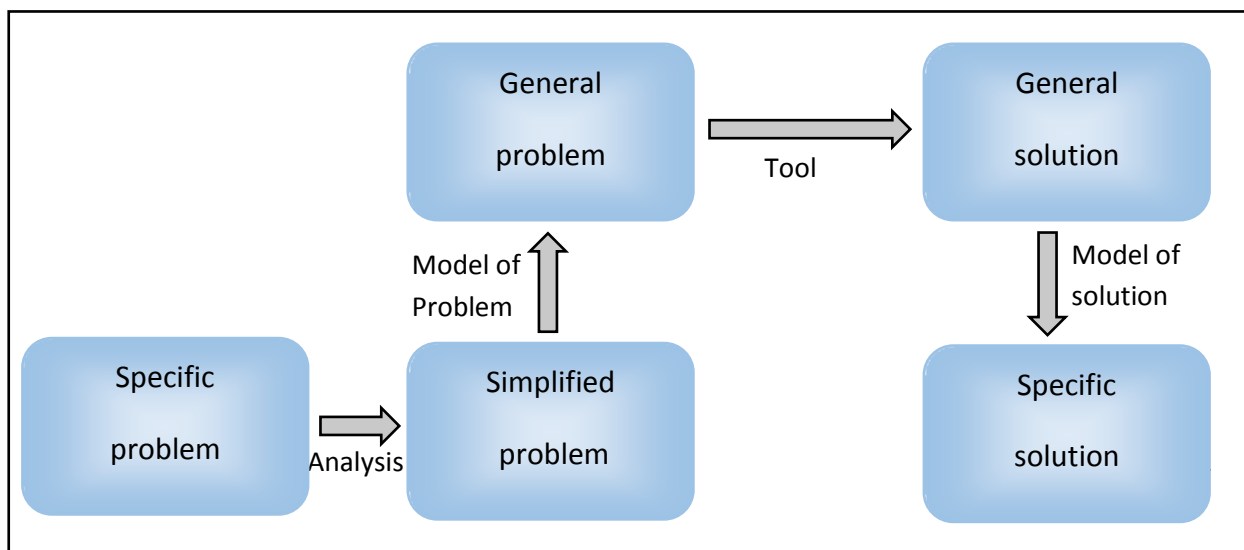 General
problem
Tool
General
solution
Model of
Problem
Model of
solution
Specific
problem
Analysis
Simplified
problem
Specific
solution